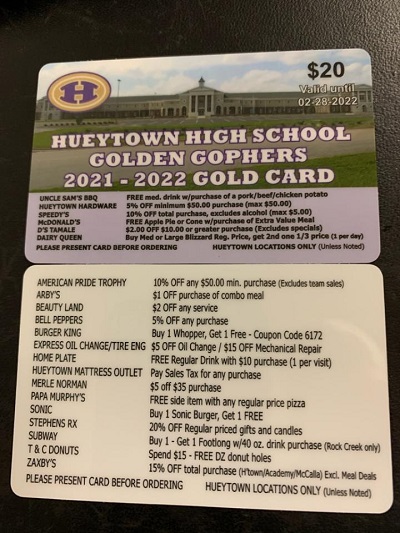 H
$20
Valid until
02-28-2022
HUEYTOWN HIGH SCHOOL
GOLDEN GOPHERS
2021 - 2022 GOLD CARD
UNCLE SAM'S BBQ FREE med. drink w/purchase of a pork/beef/chicken potato
HUEYTOWN HARDWARE 5% OFF minimum $50.00 purchase (max $50.00)
SPEEDY'S 10% OFF total purchase, excludes alcohol (max $5.00)
McDONALD'S FREE Apple Pie or Cone w/purchase of Extra Value Meal
D'S TAMALE $2.00 OFF $10.00 or greater purchase (Excludes specials)
DAIRY QUEEN Buy Med or Large Blizzard Reg. Price, get 2nd one 1/3 price (1 per day)
PLEASE PRESENT CARD BEFORE ORDERING HUEYTOWN LOCATIONS ONLY (Unless Noted)
AMERICAN PRIDE TROPHY 10% OFF any $50.00 min. purchase (Excludes team sales)
ARBY'S $1 OFF purchase of combo meal
BEAUTY LAND $2 OFF any service
BELL PEPPERS 5% OFF any purchase
BURGER KING Buy 1 Whopper, Get 1 Free - Coupon Code 6172
EXPRESS OIL CHANGE/TIRE ENG $5 OFF Oil Change / $15 OFF Mechanical Repair
HOME PLATE FREE Regular Drink with $10 purchase (1 per visit)
HUEYTOWN MATTRESS OUTLET Pay Sales Tax for any purchase
MERLE NORMAN $5 off $35 purchase
PAPA MURPHY'S FREE side item with any regular price pizza
SONIC Buy 1 Sonic Burger, Get 1 FREE
STEPHENS RX 20% OFF Regular priced gifts and candles
SUBWAY Buy 1 - Get 1 Footlong w/40 oz. drink purchase (Rock Creek only)
T & C DONUTS Spend $15 - FREE DZ donut holes
ZAXBY'S 15% OFF total purchase (H'town/Academy/McCalla) Excl. Meal Deals
PLEASE PRESENT CARD BEFORE ORDERING HUEYTOWN LOCATIONS ONLY (Unless Noted)